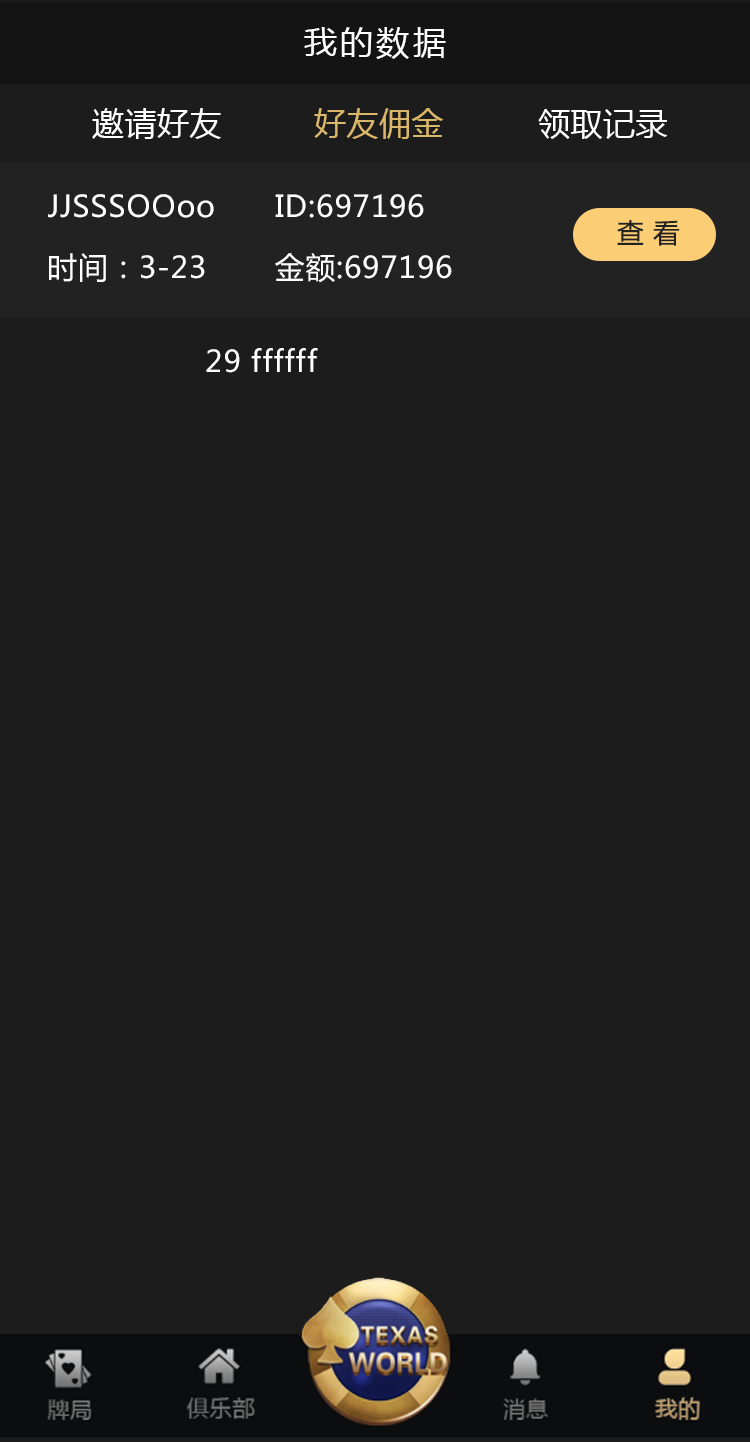 我的数据
邀请好友 好友佣金 领取记录
JJSSSOOoo ID:697196
查 看
时间：3-23 金额:697196
29 ffffff
TEXAS
WORLD
牌局 俱乐部 消息 我的